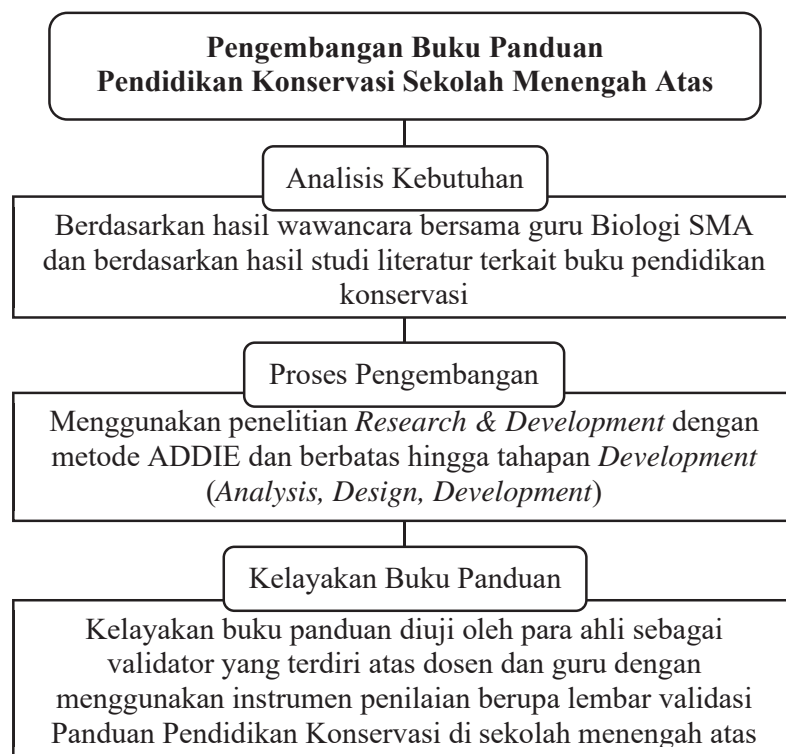 Pengembangan Buku Panduan
Pendidikan Konservasi Sekolah Menengah Atas
Analisis Kebutuhan
Berdasarkan hasil wawancara bersama guru Biologi SMA
dan berdasarkan hasil studi literatur terkait buku pendidikan
konservasi
Proses Pengembangan
Menggunakan penelitian Research & Development dengan
metode ADDIE dan berbatas hingga tahapan Development
(Analysis, Design, Development)
Kelayakan Buku Panduan
Kelayakan buku panduan diuji oleh para ahli sebagai
validator yang terdiri atas dosen dan guru dengan
menggunakan instrumen penilaian berupa lembar validasi
Panduan Pendidikan Konservasi di sekolah menengah atas